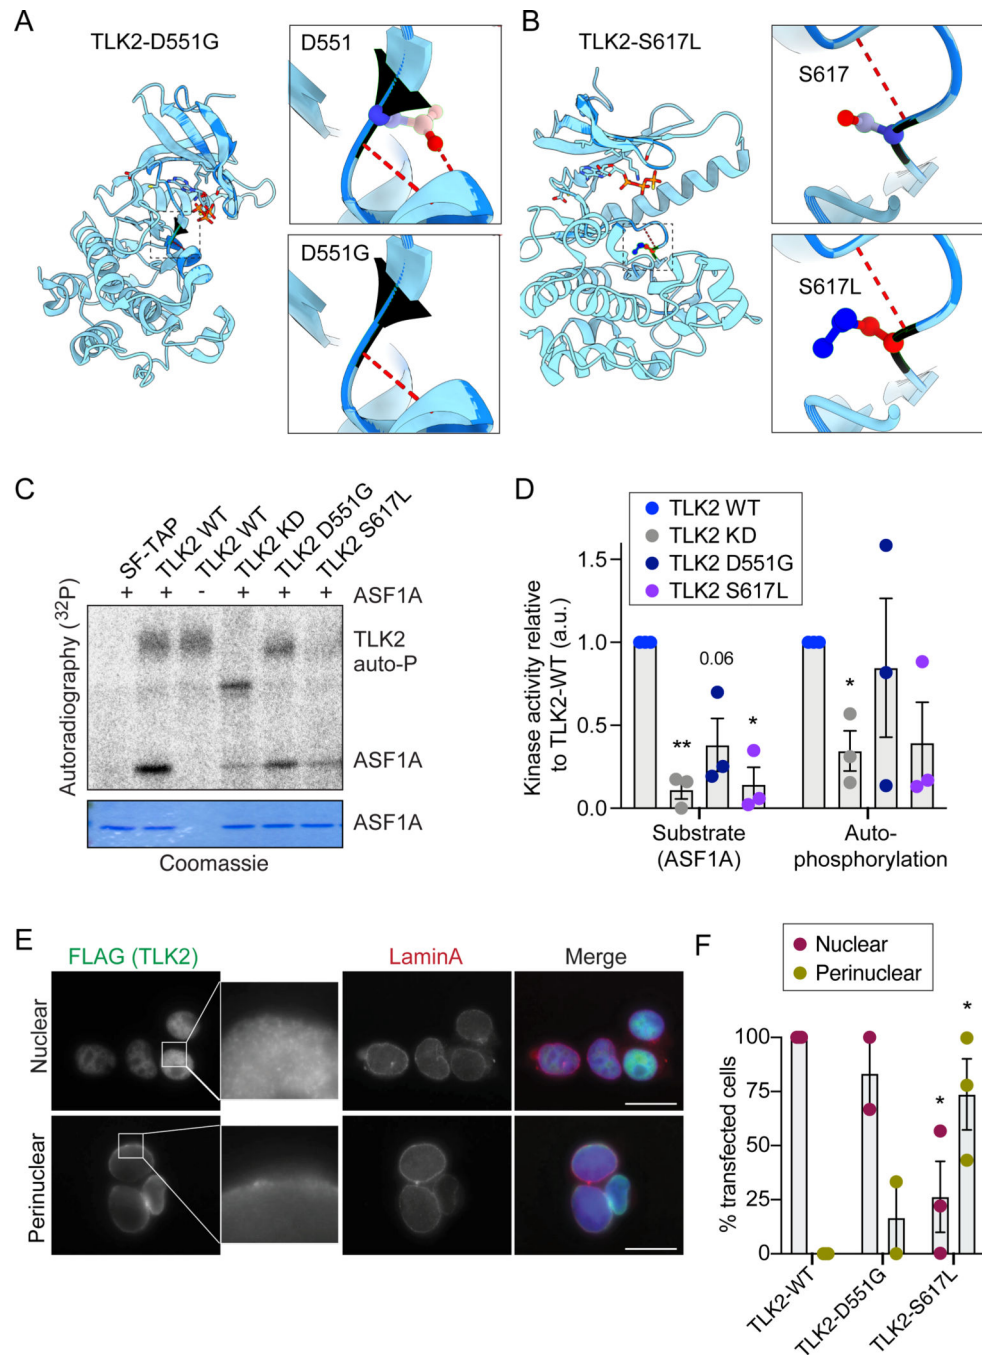 A
TLK2-D551G
D551
D551G
B
TLK2-S617L
S617
S617L
C
SF-TAP
TLK2 WT
TLK2 WT
TLK2 KD
TLK2 D551G
TLK2 S617L
+ + - + + + ASF1A
Autoradiography (³²P)
TLK2
auto-P
ASF1A
ASF1A
Coomassie
D
TLK2 WT
TLK2 KD
TLK2 D551G
TLK2 S617L
Kinase activity relative
to TLK2-WT (a.u.)
1.5
1.0
0.5
0.0
** 0.06 * *
Substrate
(ASF1A)
Auto-
phosphorylation
E
FLAG (TLK2)
LaminA
Merge
Nuclear
Perinuclear
F
Nuclear
Perinuclear
% transfected cells
100
75
50
25
0
* *
TLK2-WT
TLK2-D551G
TLK2-S617L